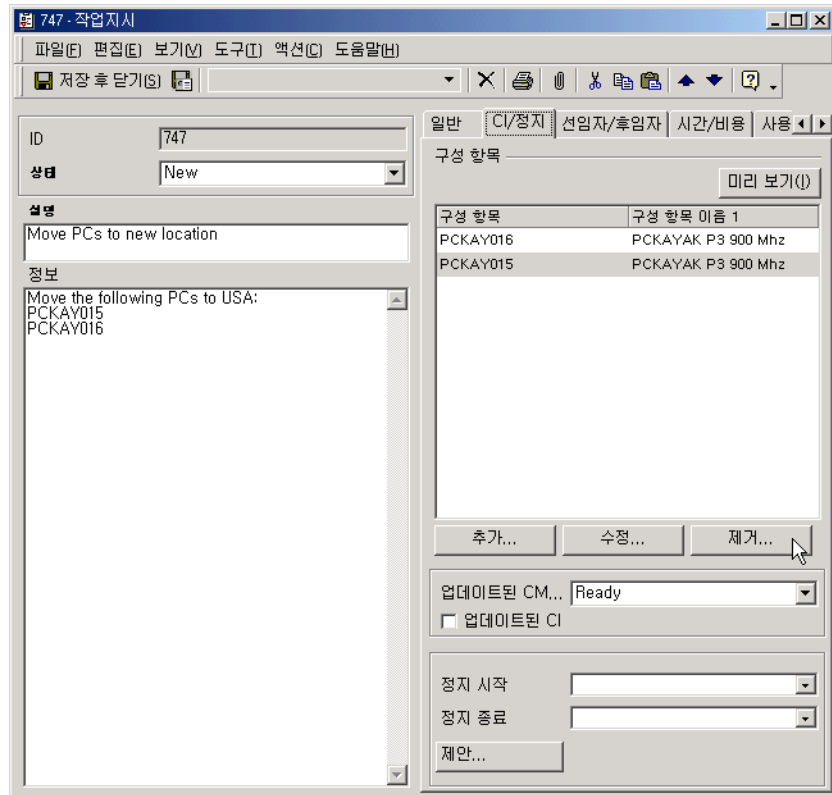 747 - 작업지시
파일(F) 편집(E) 보기(V) 도구(T) 액션(C) 도움말(H)
저장 후 닫기(S)
ID 747
상태 New
설명
Move PCs to new location
정보
Move the following PCs to USA:
PCKAY015
PCKAY016
일반 CI/정지 선임자/후임자 시간/비용 사용
구성 항목
미리 보기(I)
구성 항목 구성 항목 이음 1
PCKAY016 PCKAYAK P3 900 Mhz
PCKAY015 PCKAYAK P3 900 Mhz
추가... 수정... 제거...
업데이트된 CM... Ready
업데이트된 CI
정지 시작
정지 종료
제안...